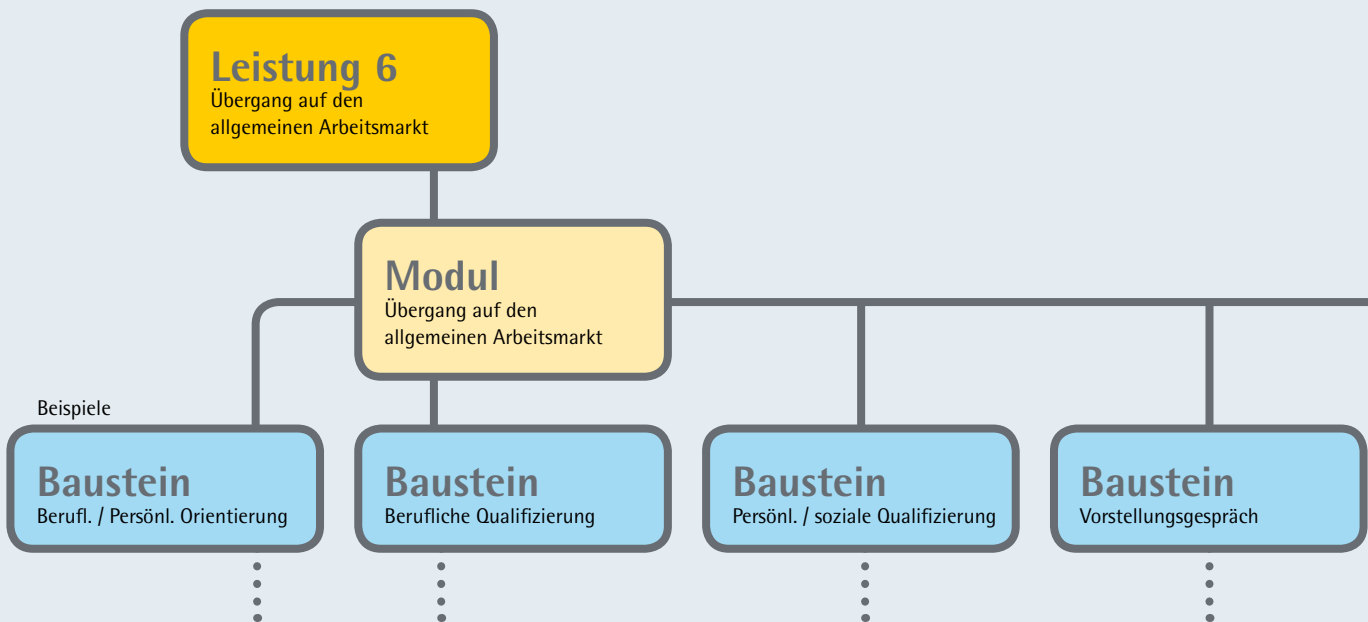 Leistung 6
Übergang auf den
allgemeinen Arbeitsmarkt
Modul
Übergang auf den
allgemeinen Arbeitsmarkt
Beispiele
Baustein
Berufl. / Persönl. Orientierung
Baustein
Berufliche Qualifizierung
Baustein
Persönl. / soziale Qualifizierung
Baustein
Vorstellungsgespräch